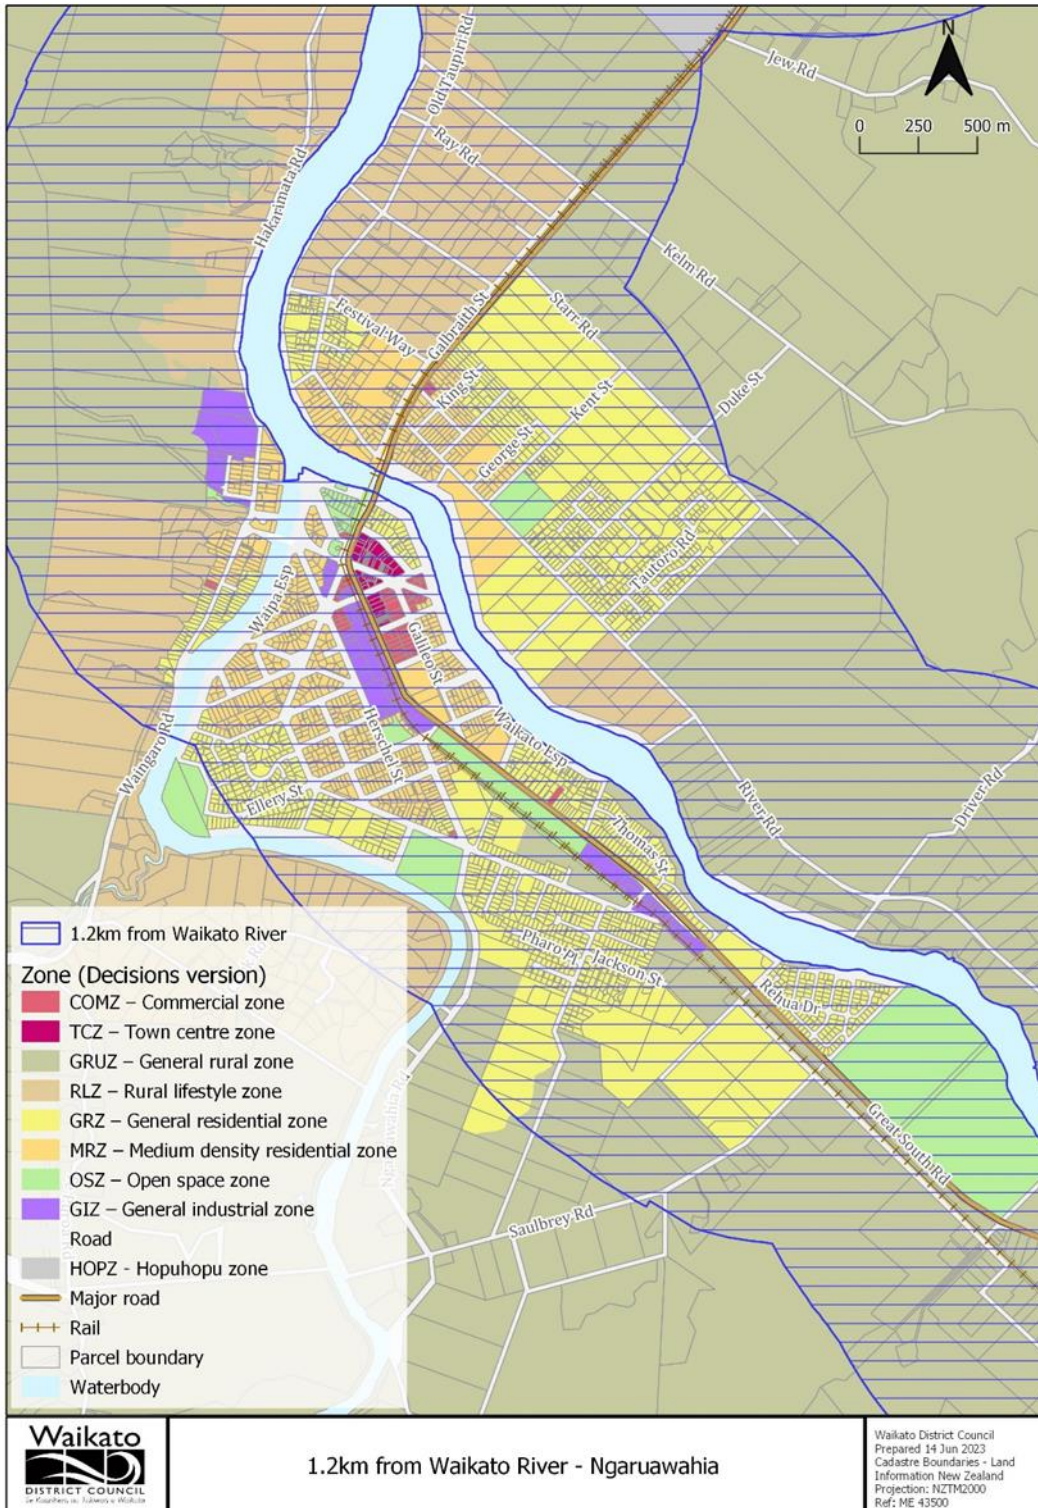 N
0 250 500 m
Jew Rd
Old Taupiri Rd
Ray Rd
Hakarimata Rd
Kelm Rd
Starr Rd
Festival Way
Galbraith St
King St
Kent St
Duke St
George St
Tautoro Rd
Waipa Esp
Galileo St
Waingaro Rd
Herschel St
Waikato Esp
Ellery St
River Rd
Driver Rd
Thomas St
Pharo Pl
Jackson St
Rehua Dr
Great South Rd
Saulbrey Rd
Ngaruawahia Rd
1.2km from Waikato River
Zone (Decisions version)
COMZ – Commercial zone
TCZ – Town centre zone
GRUZ – General rural zone
RLZ – Rural lifestyle zone
GRZ – General residential zone
MRZ – Medium density residential zone
OSZ – Open space zone
GIZ – General industrial zone
Road
HOPZ - Hopuhopu zone
Major road
Rail
Parcel boundary
Waterbody
Waikato
DISTRICT COUNCIL
1.2km from Waikato River - Ngaruawahia
Waikato District Council
Prepared 14 Jun 2023
Cadastre Boundaries - Land
Information New Zealand
Projection: NZTM2000
Ref: ME 43500